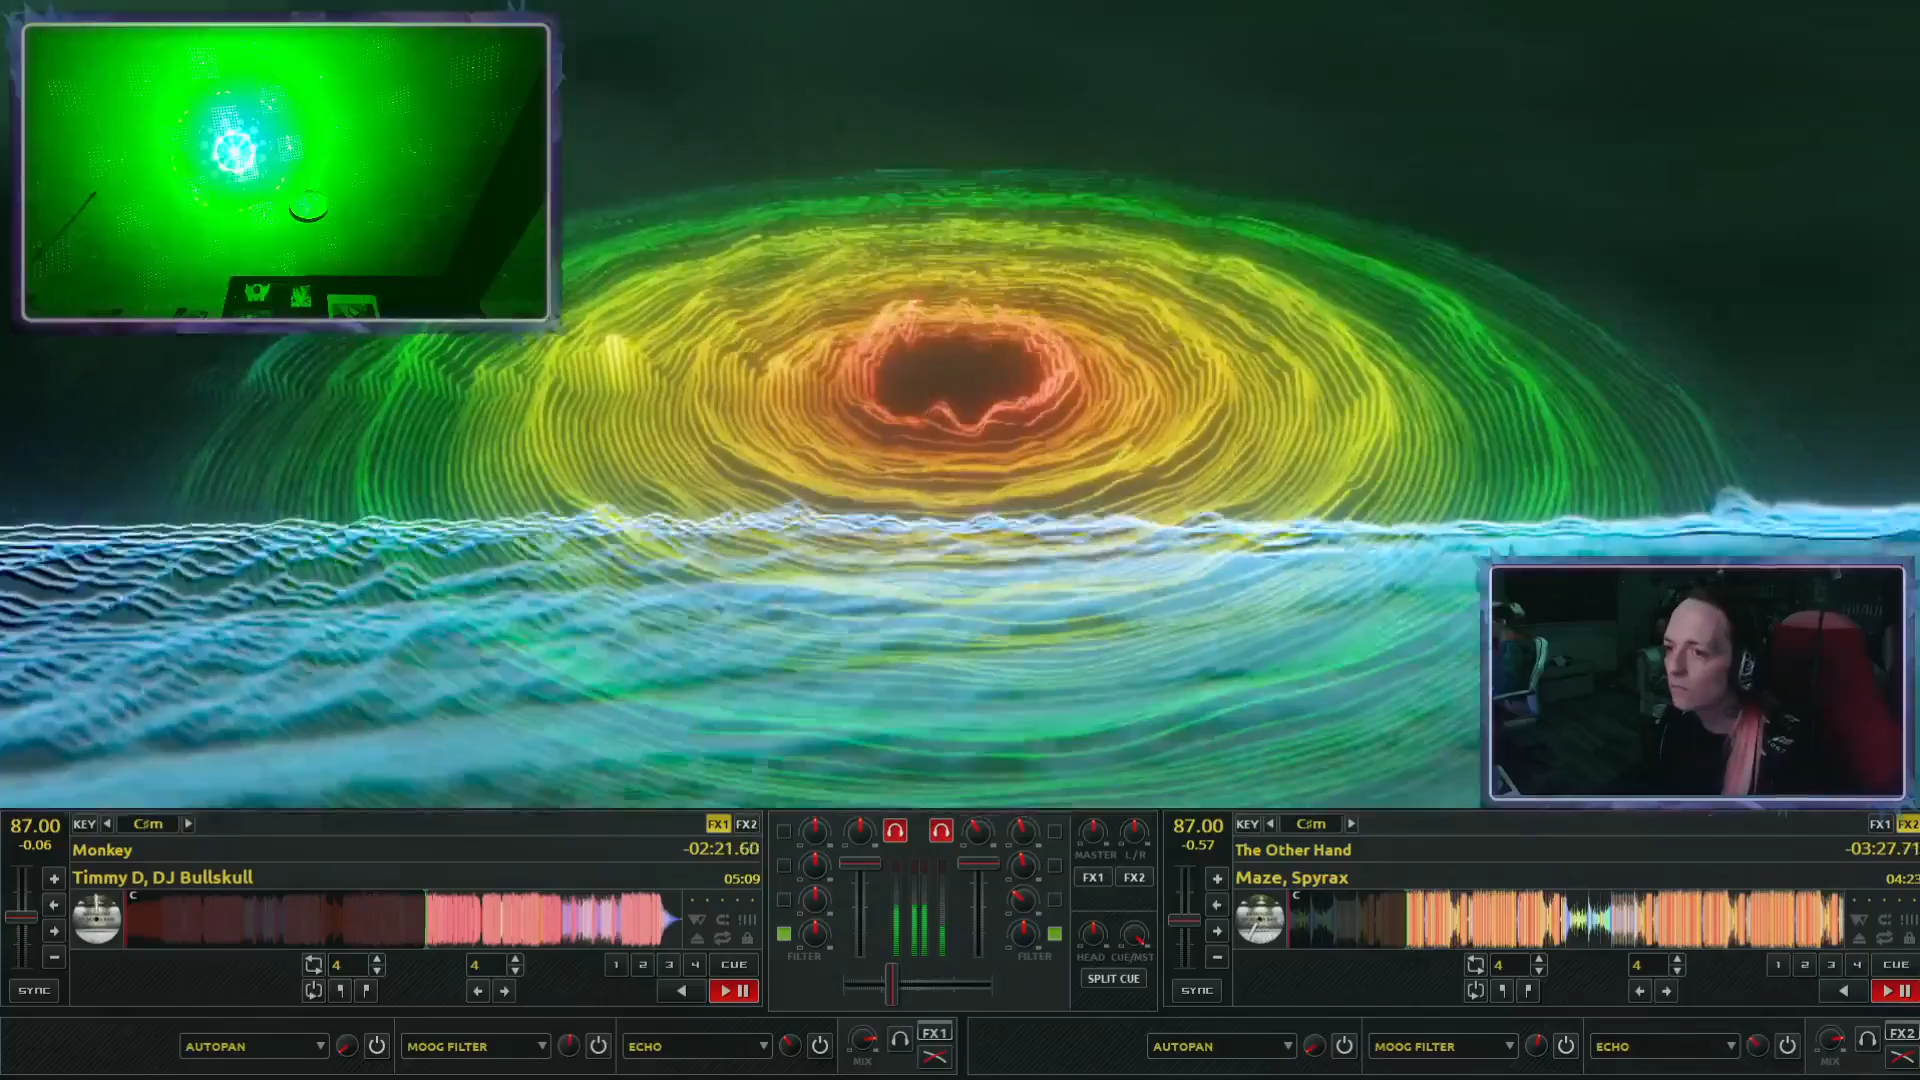 87.00
-0.06
KEY C♯m
FX1 FX2
Monkey
-02:21.60
Timmy D, DJ Bullskull
05:09
C
4
4
1 2 3 4 CUE
SYNC
FILTER
FILTER
MASTER L/R
FX1 FX2
HEAD CUE/MST
SPLIT CUE
87.00
-0.57
KEY C♯m
FX1 FX2
The Other Hand
-03:27.71
Maze, Spyrax
04:23
C
4
4
1 2 3 4 CUE
SYNC
AUTOPAN
MOOG FILTER
ECHO
MIX
FX1
AUTOPAN
MOOG FILTER
ECHO
MIX
FX2